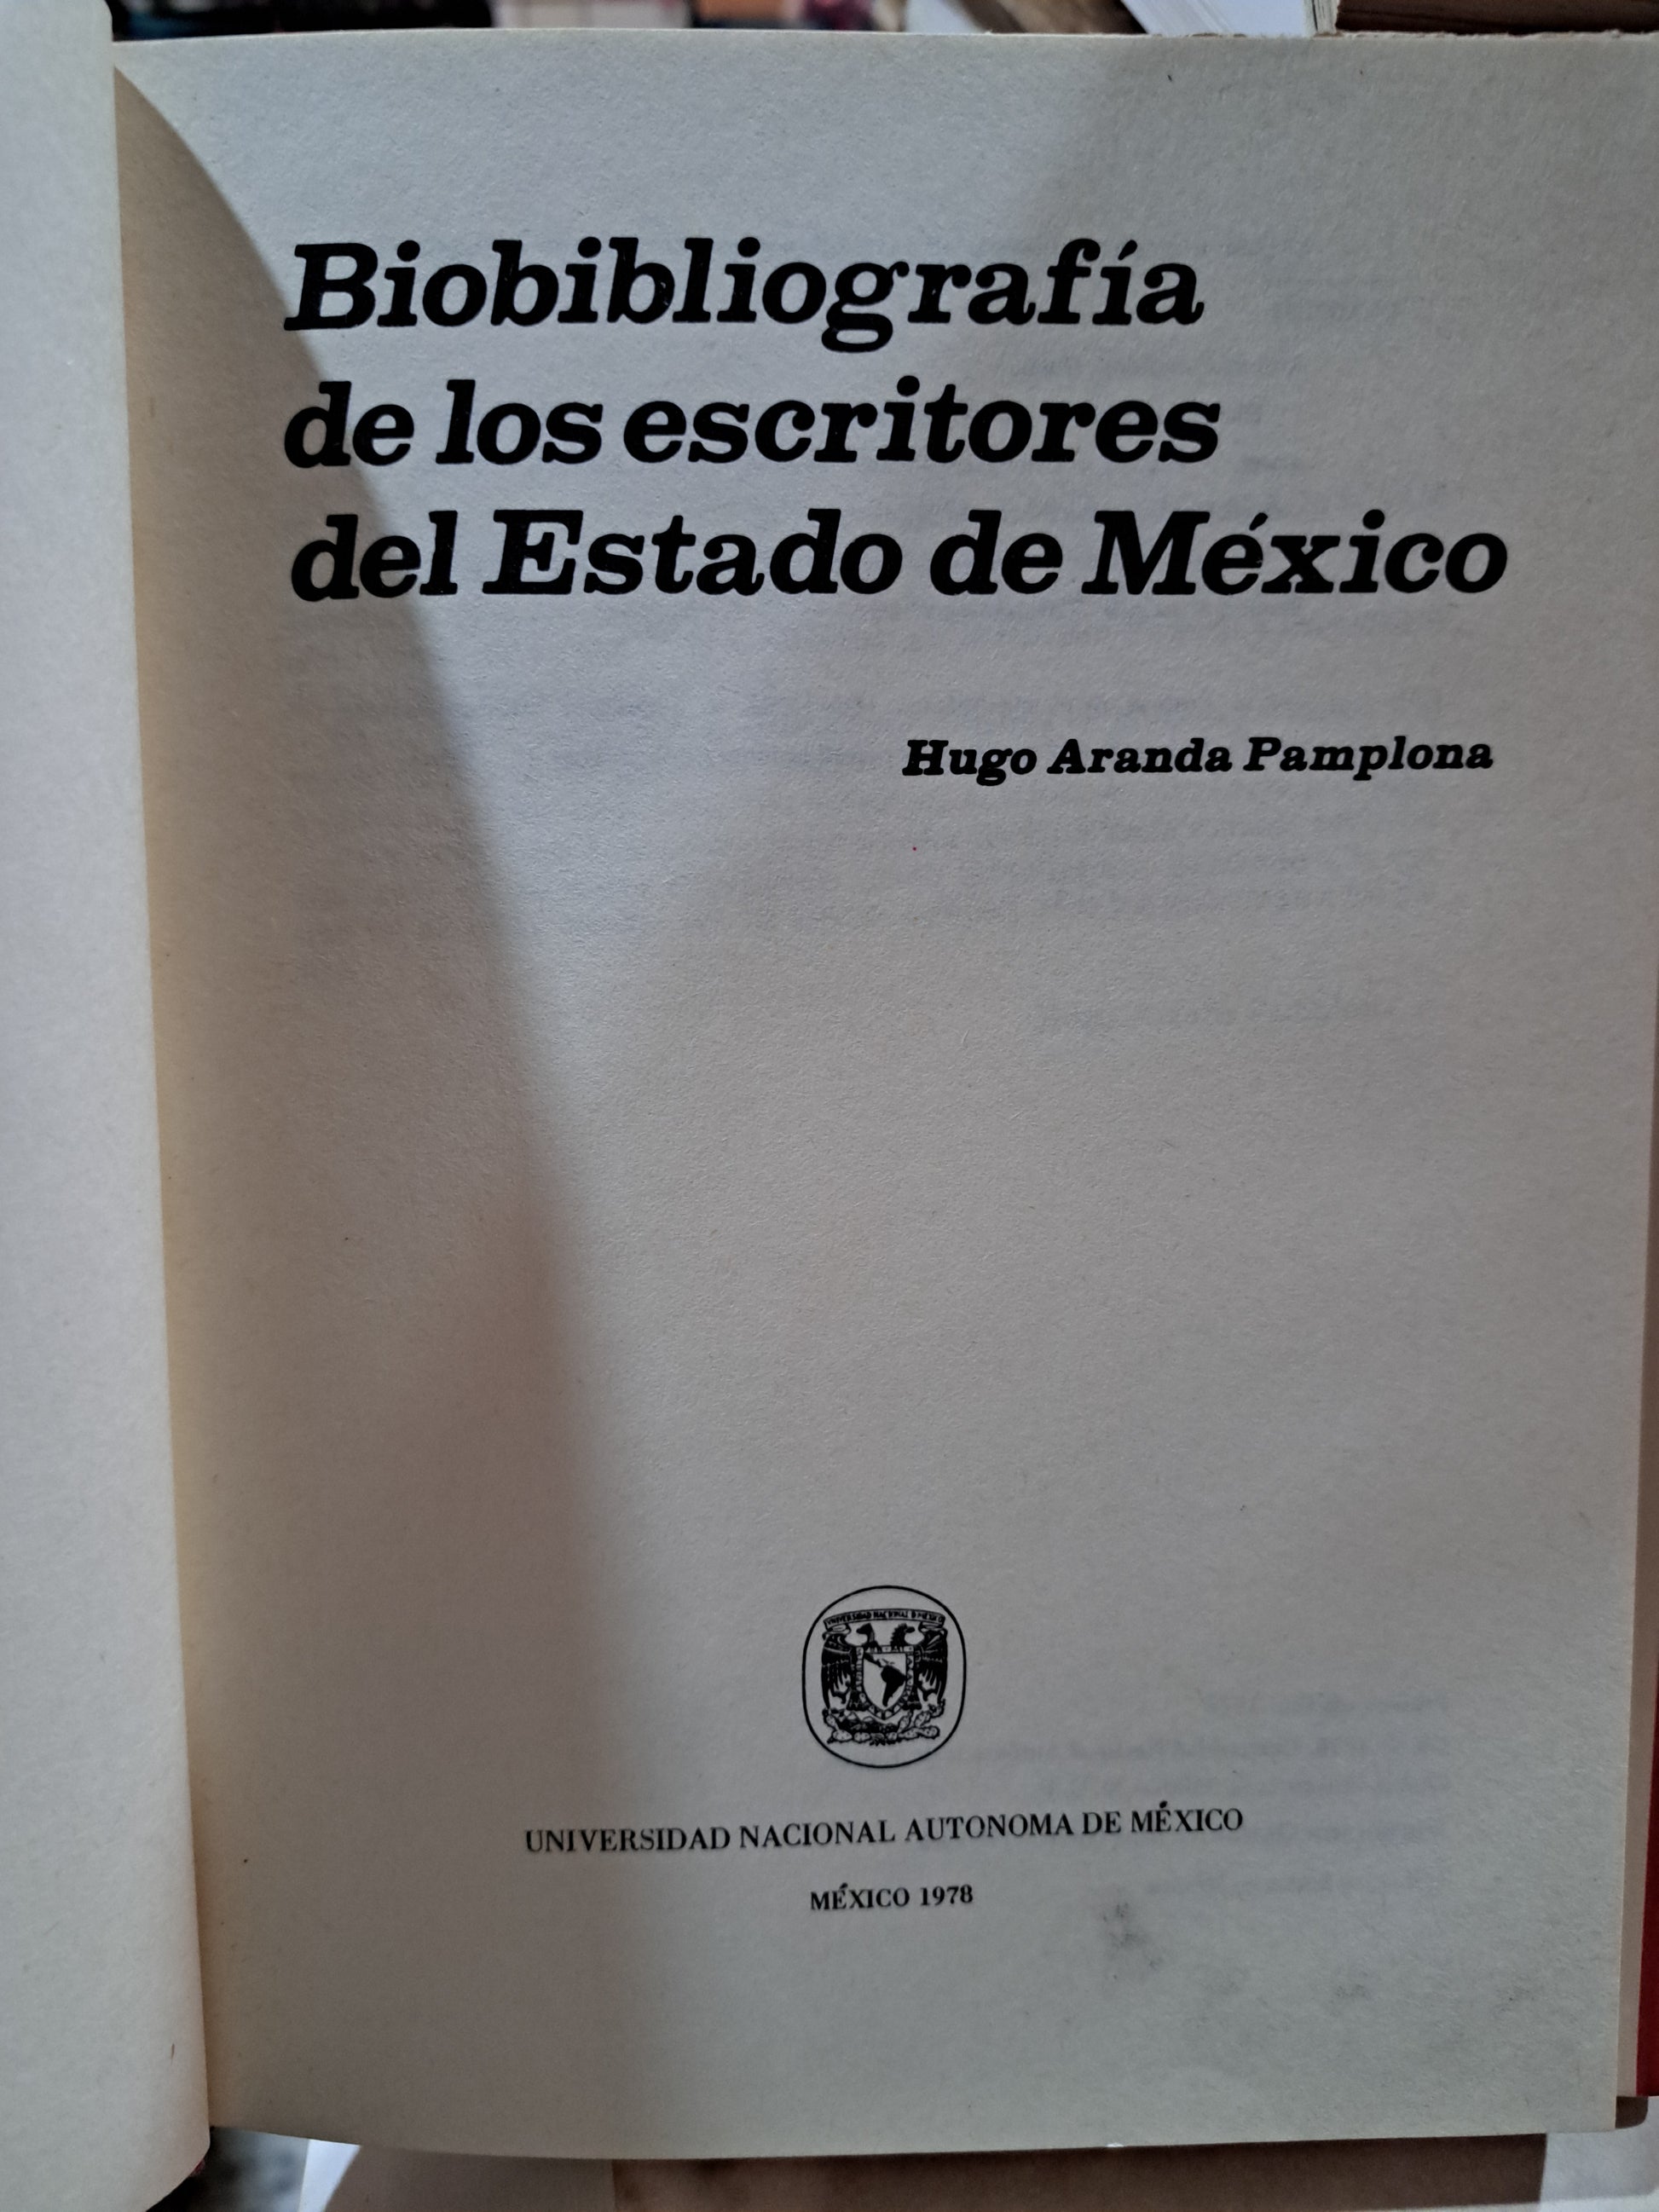 Biobibliografía
de los escritores
del Estado de México
Hugo Aranda Pamplona
UNIVERSIDAD NACIONAL AUTONOMA DE MÉXICO
MÉXICO 1978